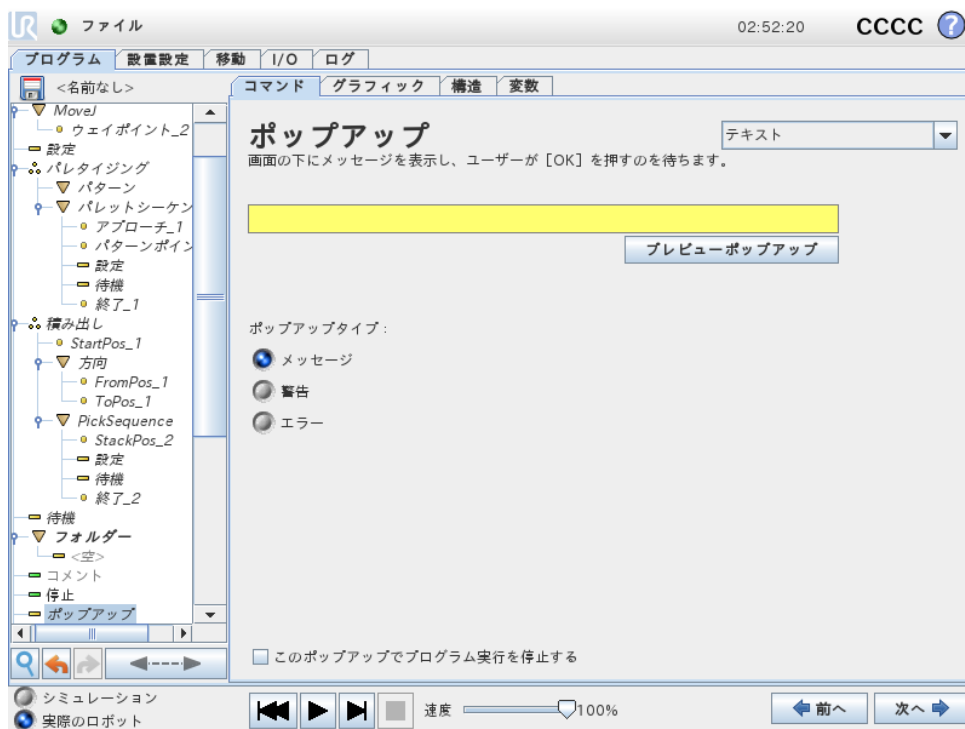 UR ファイル 02:52:20 CCCC ?
プログラム 設置設定 移動 I/O ログ
<名前なし>
コマンド グラフィック 構造 変数
MoveJ
ウェイポイント_2
設定
パレタイジング
パターン
パレットシーケン
アプローチ_1
パターンポイン
設定
待機
終了_1
積み出し
StartPos_1
方向
FromPos_1
ToPos_1
PickSequence
StackPos_2
設定
待機
終了_2
待機
フォルダー
<空>
コメント
停止
ポップアップ
ポップアップ
テキスト
画面の下にメッセージを表示し、ユーザーが［OK］を押すのを待ちます。
プレビューポップアップ
ポップアップタイプ：
メッセージ
警告
エラー
このポップアップでプログラム実行を停止する
シミュレーション
実際のロボット
速度 100%
前へ 次へ